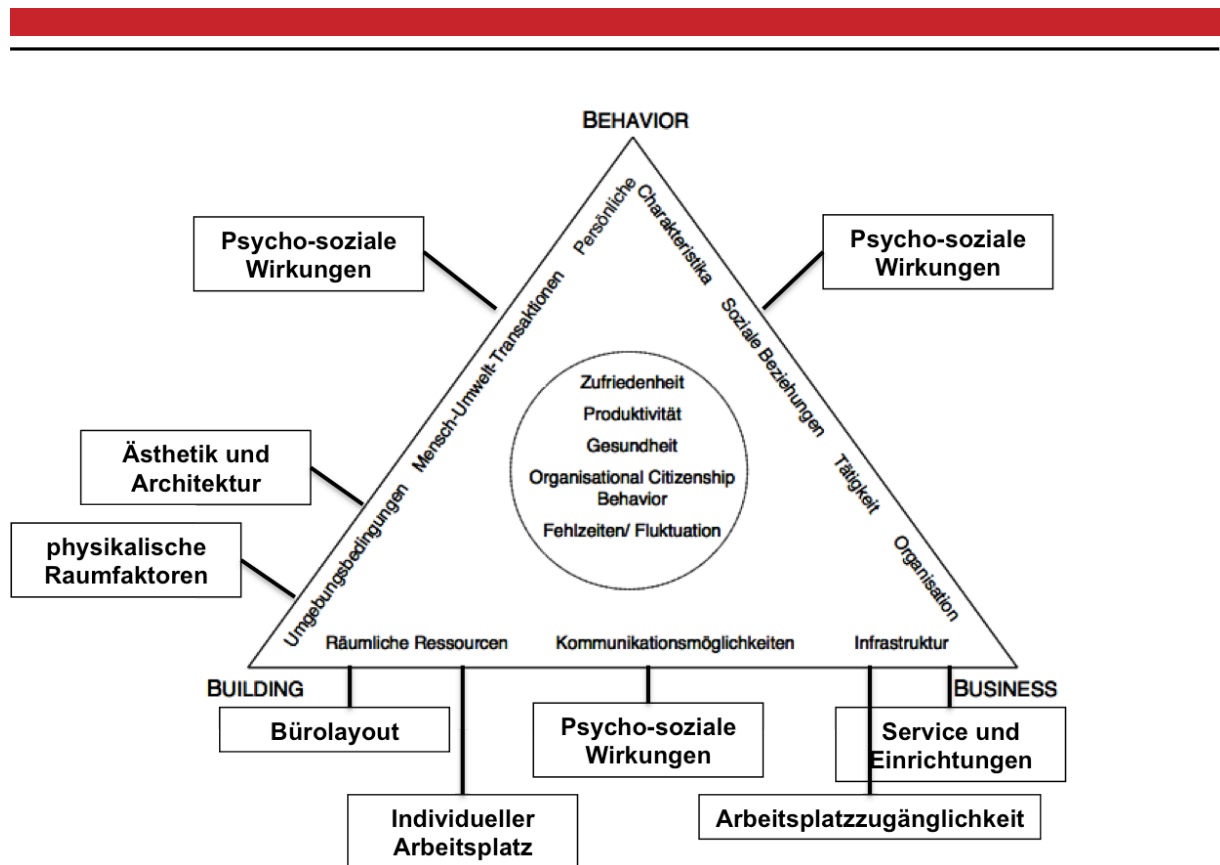 BEHAVIOR
Psycho-soziale
Wirkungen
Persönliche
Charakteristika
Psycho-soziale
Wirkungen
Mensch-Umwelt-Transaktionen
Soziale Beziehungen
Zufriedenheit
Produktivität
Gesundheit
Organisational Citizenship
Behavior
Fehlzeiten/ Fluktuation
Ästhetik und
Architektur
Tätigkeit
physikalische
Raumfaktoren
Umgebungsbedingungen
Organisation
Räumliche Ressourcen
Kommunikationsmöglichkeiten
Infrastruktur
BUILDING
BUSINESS
Bürolayout
Psycho-soziale
Wirkungen
Service und
Einrichtungen
Individueller
Arbeitsplatz
Arbeitsplatzzugänglichkeit